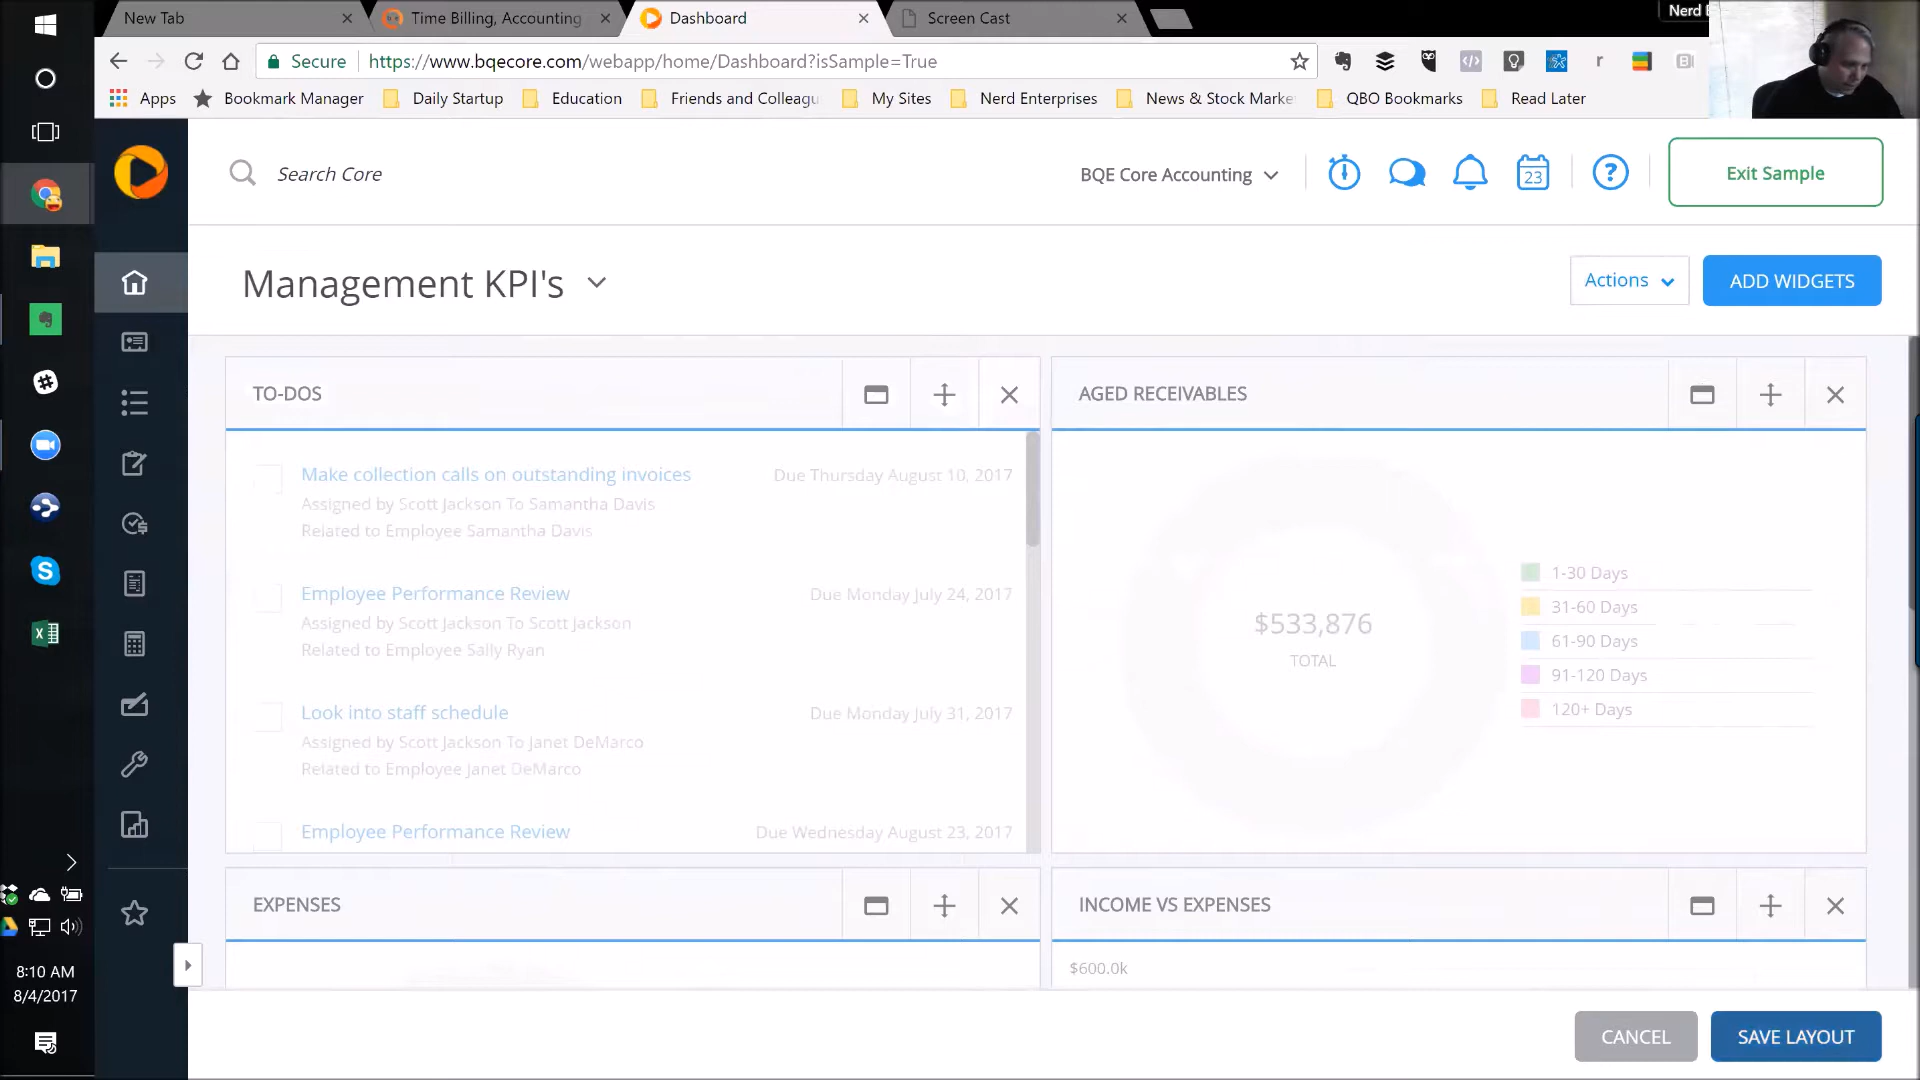 New Tab
Time Billing, Accounting
Dashboard
Screen Cast
Nerd
Secure
https://www.bqecore.com/webapp/home/Dashboard?isSample=True
Apps
Bookmark Manager
Daily Startup
Education
Friends and Colleagu
My Sites
Nerd Enterprises
News & Stock Marke
QBO Bookmarks
Read Later
Search Core
BQE Core Accounting
23
?
Exit Sample
Management KPI's
Actions
ADD WIDGETS
TO-DOS
Make collection calls on outstanding invoices
Due Thursday August 10, 2017
Assigned by Scott Jackson To Samantha Davis
Related to Employee Samantha Davis
Employee Performance Review
Due Monday July 24, 2017
Assigned by Scott Jackson To Scott Jackson
Related to Employee Sally Ryan
Look into staff schedule
Due Monday July 31, 2017
Assigned by Scott Jackson To Janet DeMarco
Related to Employee Janet DeMarco
Employee Performance Review
Due Wednesday August 23, 2017
AGED RECEIVABLES
$533,876
TOTAL
1-30 Days
31-60 Days
61-90 Days
91-120 Days
120+ Days
EXPENSES
INCOME VS EXPENSES
$600.0k
CANCEL
SAVE LAYOUT
8:10 AM
8/4/2017